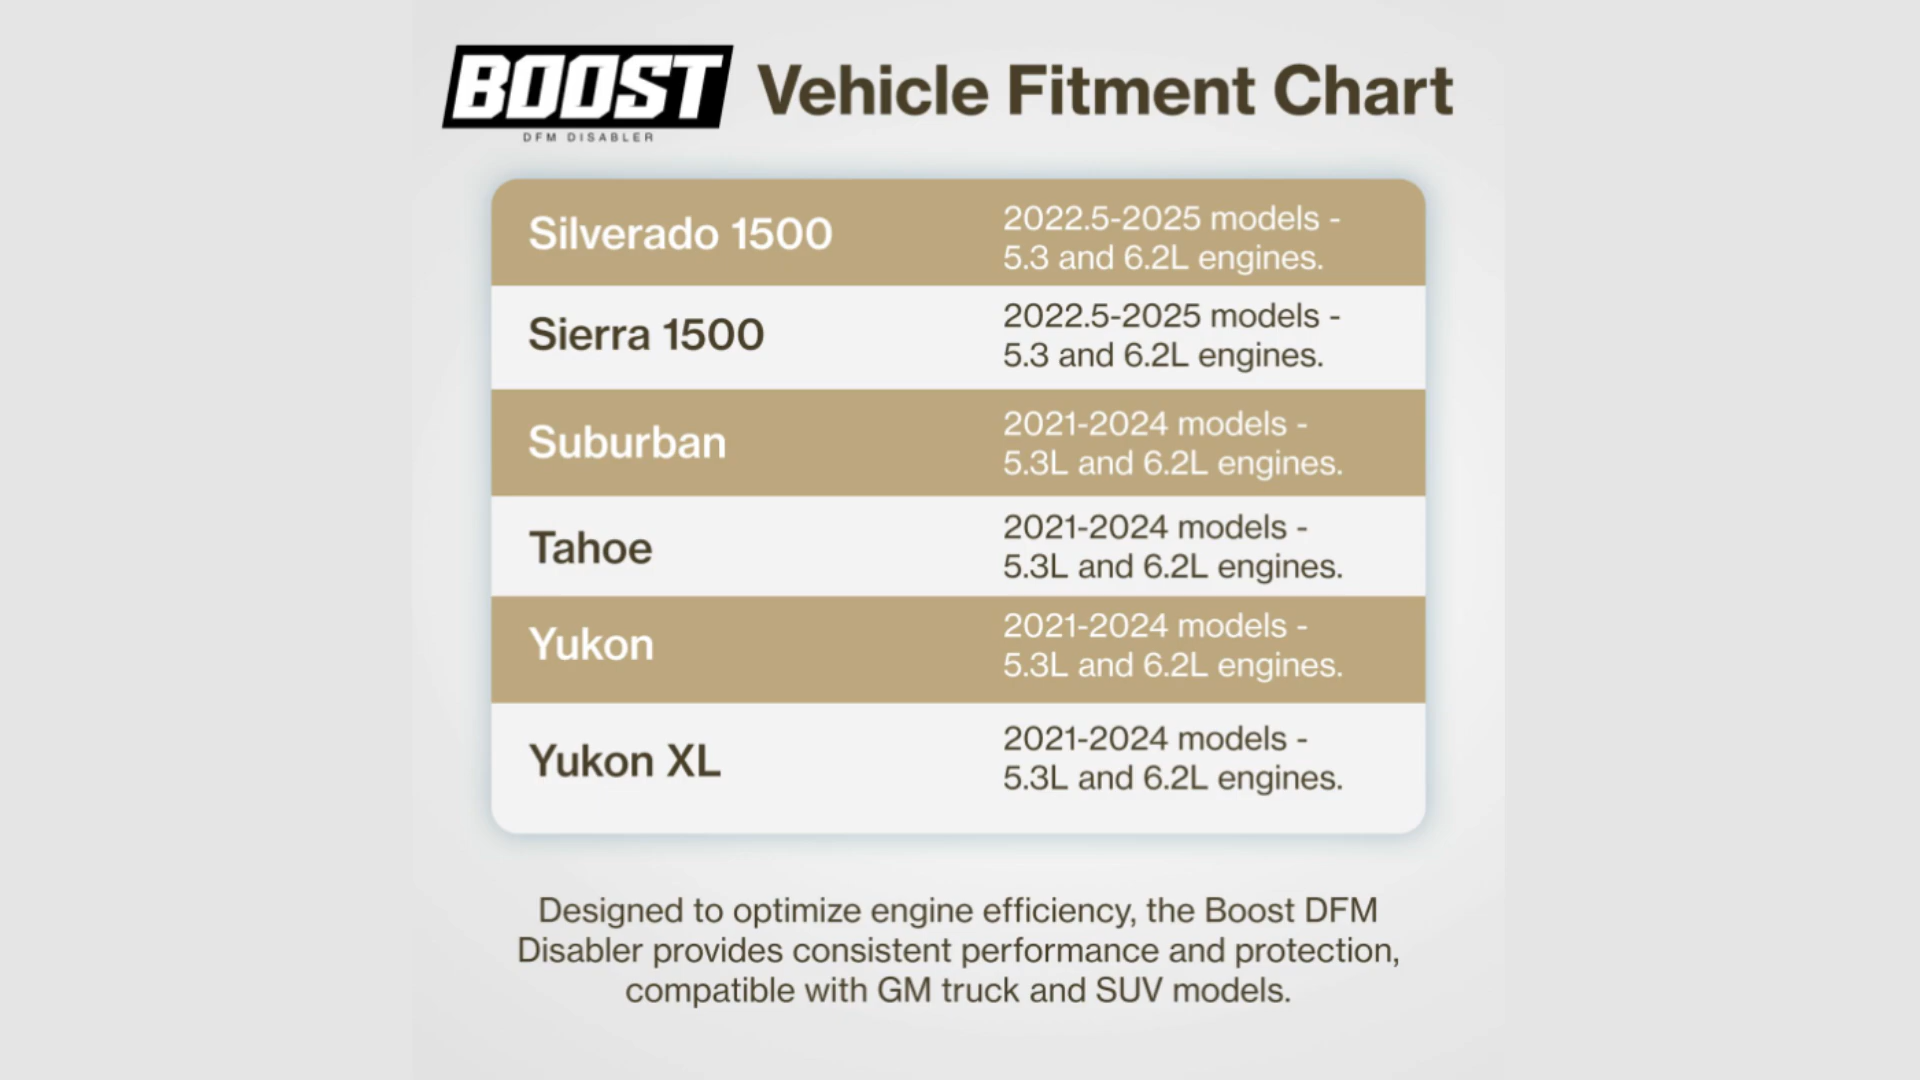 BOOST
DFM DISABLER
Vehicle Fitment Chart
Silverado 1500
2022.5-2025 models -
5.3 and 6.2L engines.
Sierra 1500
2022.5-2025 models -
5.3 and 6.2L engines.
Suburban
2021-2024 models -
5.3L and 6.2L engines.
Tahoe
2021-2024 models -
5.3L and 6.2L engines.
Yukon
2021-2024 models -
5.3L and 6.2L engines.
Yukon XL
2021-2024 models -
5.3L and 6.2L engines.
Designed to optimize engine efficiency, the Boost DFM
Disabler provides consistent performance and protection,
compatible with GM truck and SUV models.